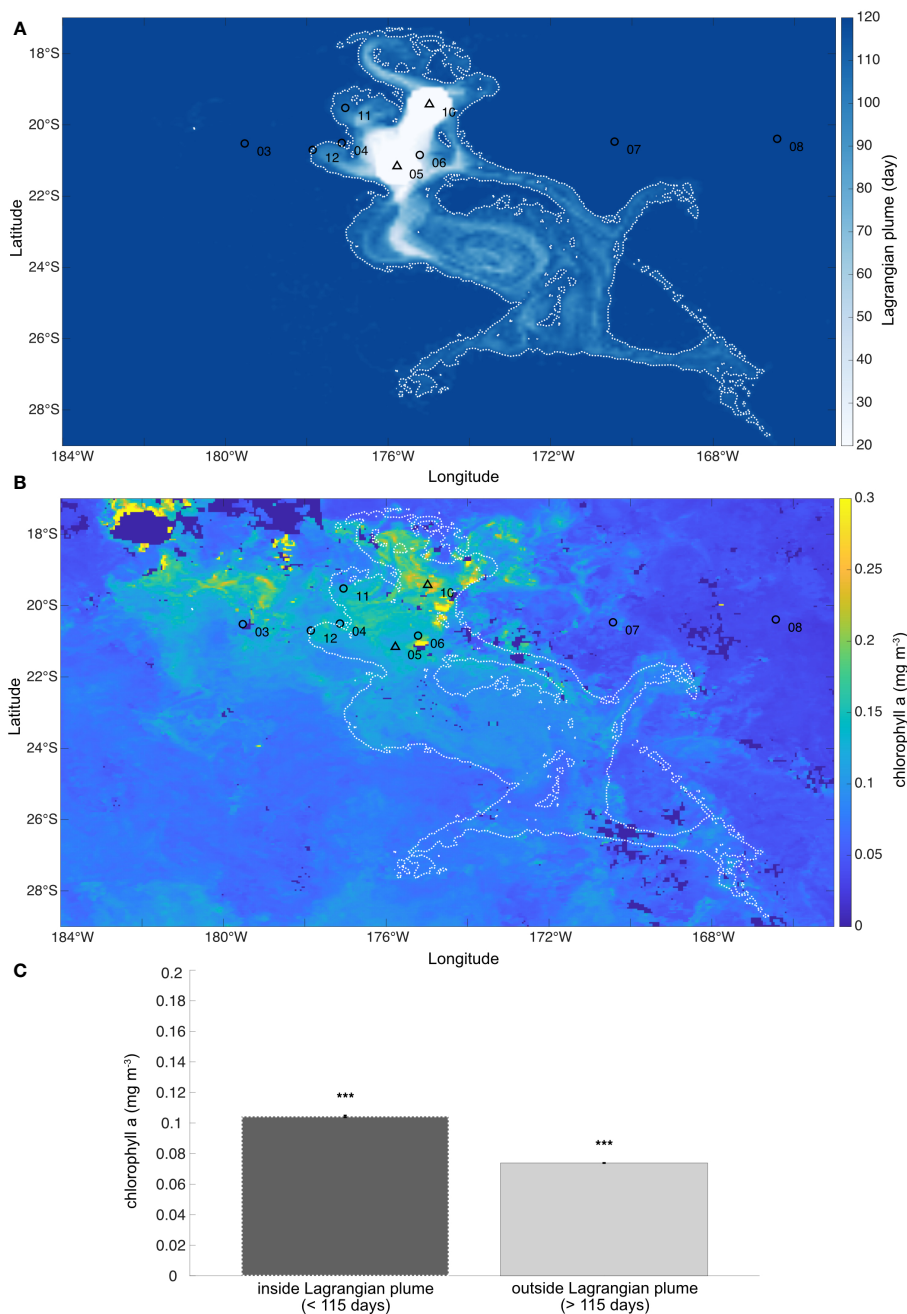 A
18°S
20°S
22°S
24°S
26°S
28°S
Latitude
184°W
180°W
176°W
172°W
168°W
Longitude
03
12
04
11
05
06
10
07
08
120
110
100
90
80
70
60
50
40
30
20
Lagrangian plume (day)
B
18°S
20°S
22°S
24°S
26°S
28°S
Latitude
184°W
180°W
176°W
172°W
168°W
Longitude
03
12
04
11
05
06
10
07
08
0.3
0.25
0.2
0.15
0.1
0.05
0
chlorophyll a (mg m⁻³)
C
0.2
0.18
0.16
0.14
0.12
0.1
0.08
0.06
0.04
0.02
0
chlorophyll a (mg m⁻³)
***
***
inside Lagrangian plume
(< 115 days)
outside Lagrangian plume
(> 115 days)